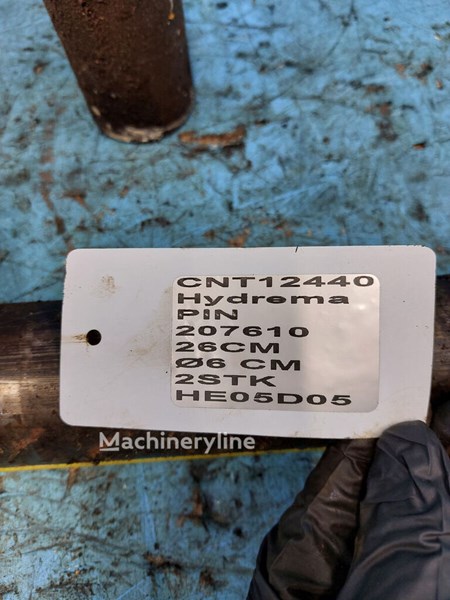 CNT12440
Hydrema
PIN
207610
26CM
Ø6 CM
2STK
HE05D05
Machineryline